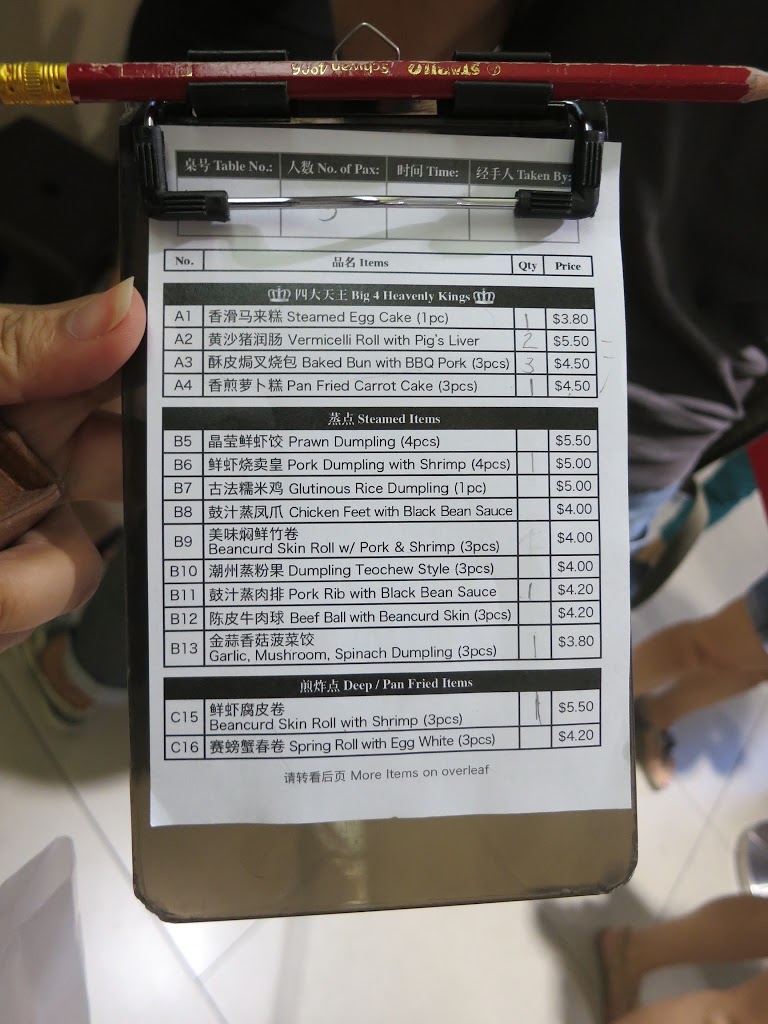 STAEDTLER
桌号 Table No.: 人数 No. of Pax: 时间 Time: 经手人 Taken By:
No. 品名 Items Qty Price
四大天王 Big 4 Heavenly Kings
A1 香滑马来糕 Steamed Egg Cake (1pc) 1 $3.80
A2 黄沙猪润肠 Vermicelli Roll with Pig's Liver 2 $5.50
A3 酥皮焗叉烧包 Baked Bun with BBQ Pork (3pcs) 3 $4.50
A4 香煎萝卜糕 Pan Fried Carrot Cake (3pcs) 1 $4.50
蒸点 Steamed Items
B5 晶莹鲜虾饺 Prawn Dumpling (4pcs) $5.50
B6 鲜虾烧卖皇 Pork Dumpling with Shrimp (4pcs) 1 $5.00
B7 古法糯米鸡 Glutinous Rice Dumpling (1pc) $5.00
B8 鼓汁蒸凤爪 Chicken Feet with Black Bean Sauce $4.00
B9 美味焖鲜竹卷
Beancurd Skin Roll w/ Pork & Shrimp (3pcs) $4.00
B10 潮州蒸粉果 Dumpling Teochew Style (3pcs) $4.00
B11 鼓汁蒸肉排 Pork Rib with Black Bean Sauce 1 $4.20
B12 陈皮牛肉球 Beef Ball with Beancurd Skin (3pcs) $4.20
B13 金蒜香菇菠菜饺
Garlic, Mushroom, Spinach Dumpling (3pcs) 1 $3.80
煎炸点 Deep / Pan Fried Items
C15 鲜虾腐皮卷
Beancurd Skin Roll with Shrimp (3pcs) 1 $5.50
C16 赛螃蟹春卷 Spring Roll with Egg White (3pcs) $4.20
请转看后页 More Items on overleaf